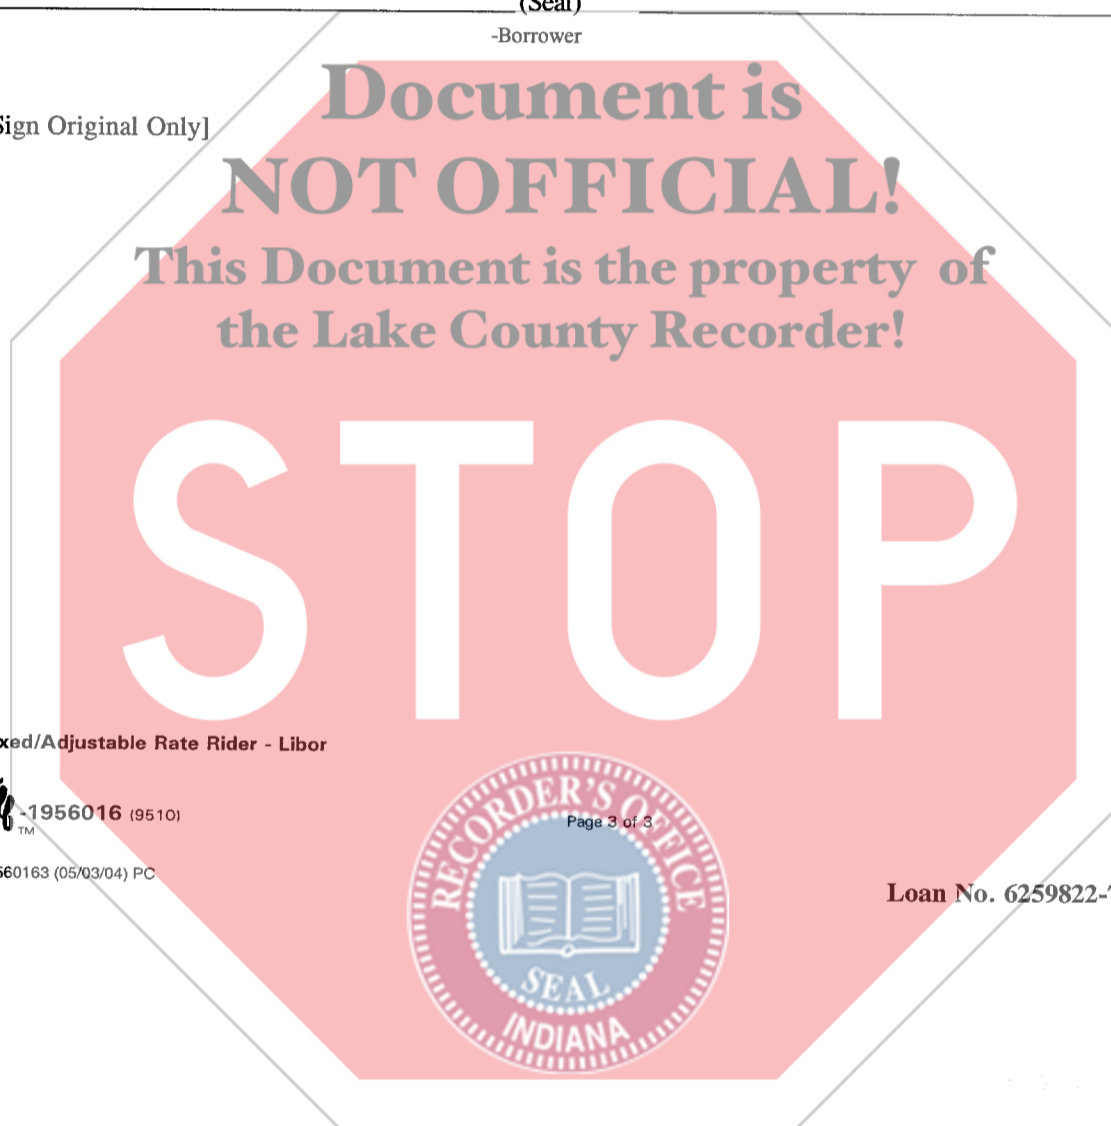 (Seal)
-Borrower
Document is
Sign Original Only]
NOT OFFICIAL!
This Document is the property of
the Lake County Recorder!
STOP
xed/Adjustable Rate Rider - Libor
-1956016 (9510)
TM
RECORDER'S OFFICE
Page 3 of 3
560163 (05/03/04) PC
Loan No. 6259822-
SEAL
INDIANA